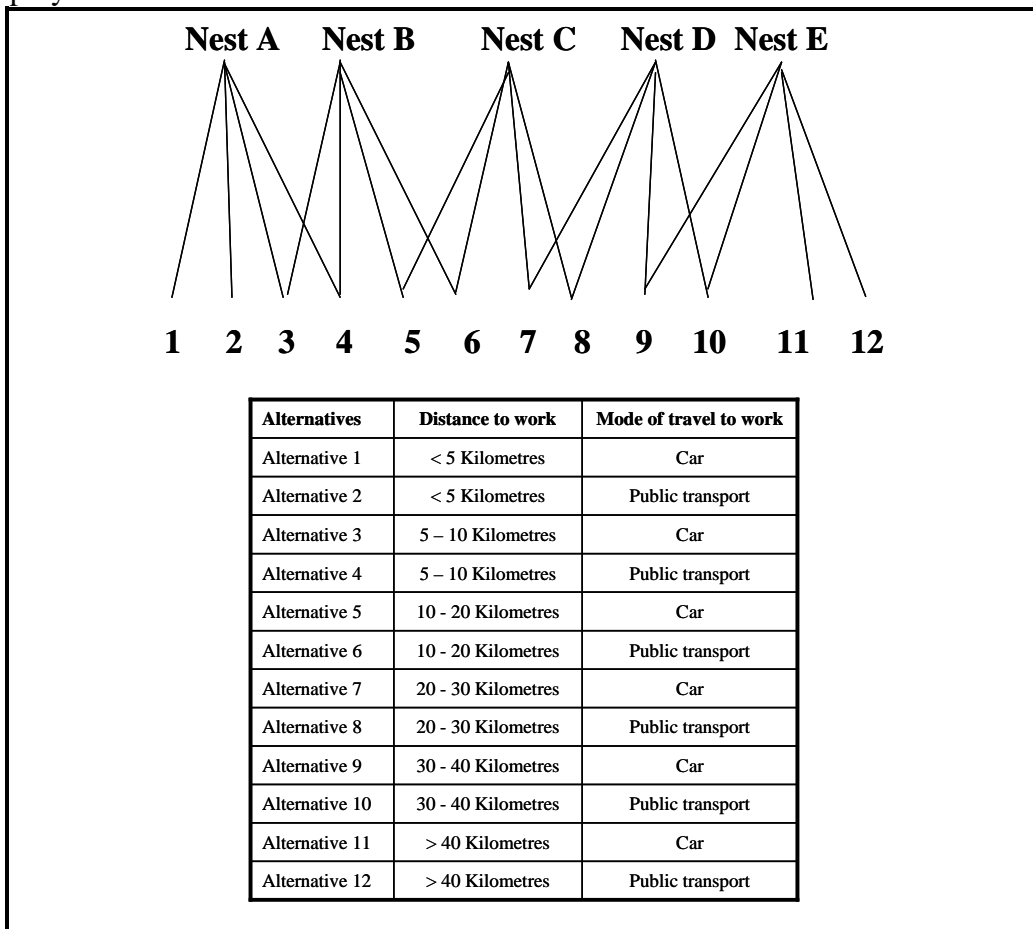 Nest A Nest B Nest C Nest D Nest E
1 2 3 4 5 6 7 8 9 10 11 12
Alternatives Distance to work Mode of travel to work
Alternative 1 < 5 Kilometres Car
Alternative 2 < 5 Kilometres Public transport
Alternative 3 5 – 10 Kilometres Car
Alternative 4 5 – 10 Kilometres Public transport
Alternative 5 10 - 20 Kilometres Car
Alternative 6 10 - 20 Kilometres Public transport
Alternative 7 20 - 30 Kilometres Car
Alternative 8 20 - 30 Kilometres Public transport
Alternative 9 30 - 40 Kilometres Car
Alternative 10 30 - 40 Kilometres Public transport
Alternative 11 > 40 Kilometres Car
Alternative 12 > 40 Kilometres Public transport